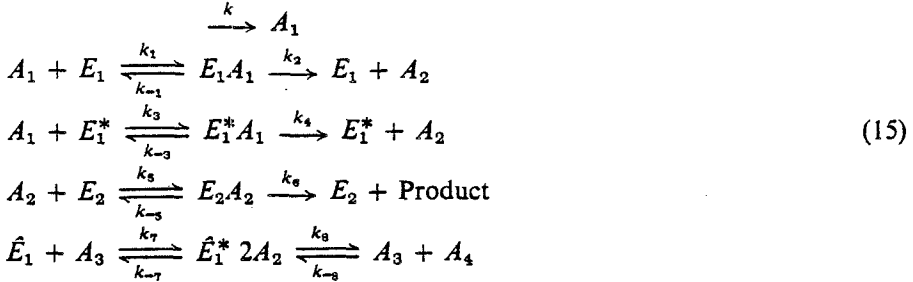 k → A₁
A₁ + E₁ ⇌ (k₁, k₋₁) E₁A₁ → (k₂) E₁ + A₂
A₁ + E₁* ⇌ (k₃, k₋₃) E₁*A₁ → (k₄) E₁* + A₂ (15)
A₂ + E₂ ⇌ (k₅, k₋₅) E₂A₂ → (k₆) E₂ + Product
Ê₁ + A₃ ⇌ (k₇, k₋₇) Ê₁* 2A₂ ⇌ (k₈, k₋₈) A₃ + A₄